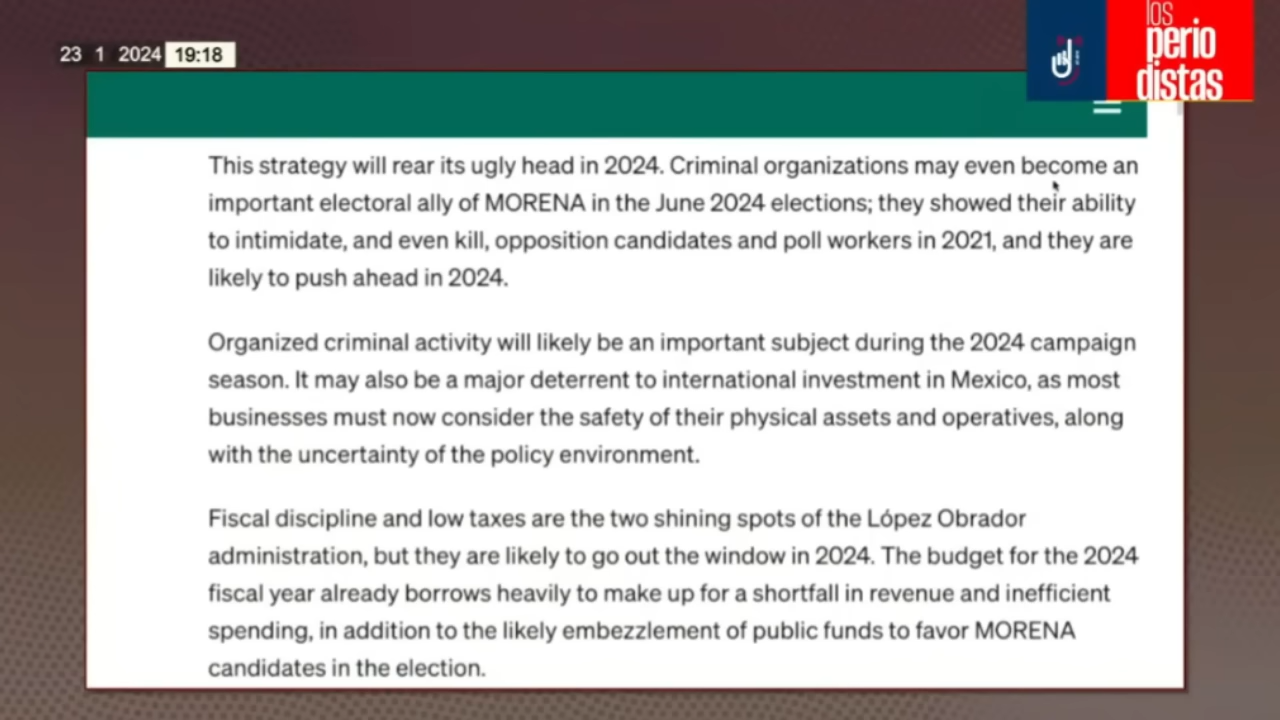 23 1 2024 19:18
los
perio
distas
This strategy will rear its ugly head in 2024. Criminal organizations may even become an
important electoral ally of MORENA in the June 2024 elections; they showed their ability
to intimidate, and even kill, opposition candidates and poll workers in 2021, and they are
likely to push ahead in 2024.
Organized criminal activity will likely be an important subject during the 2024 campaign
season. It may also be a major deterrent to international investment in Mexico, as most
businesses must now consider the safety of their physical assets and operatives, along
with the uncertainty of the policy environment.
Fiscal discipline and low taxes are the two shining spots of the López Obrador
administration, but they are likely to go out the window in 2024. The budget for the 2024
fiscal year already borrows heavily to make up for a shortfall in revenue and inefficient
spending, in addition to the likely embezzlement of public funds to favor MORENA
candidates in the election.